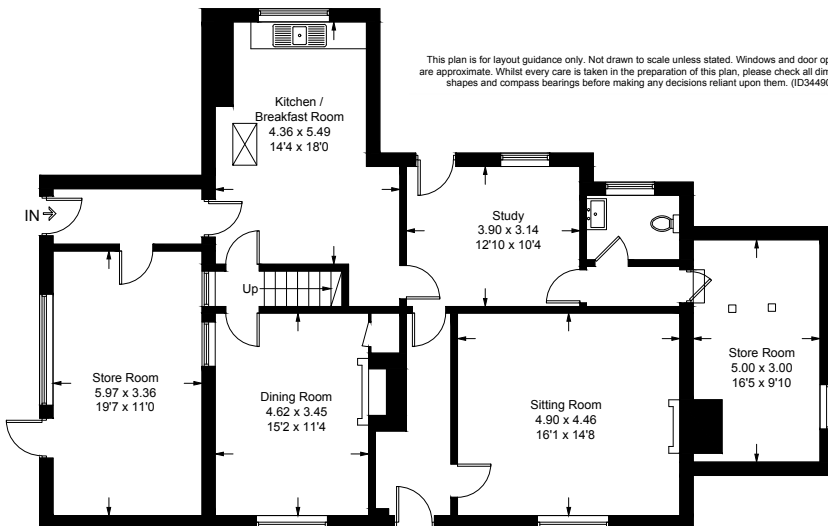 This plan is for layout guidance only. Not drawn to scale unless stated. Windows and door op
are approximate. Whilst every care is taken in the preparation of this plan, please check all dim
shapes and compass bearings before making any decisions reliant upon them. (ID34490
Kitchen /
Breakfast Room
4.36 x 5.49
14'4 x 18'0
IN
Study
3.90 x 3.14
12'10 x 10'4
Up
Store Room
5.97 x 3.36
19'7 x 11'0
Dining Room
4.62 x 3.45
15'2 x 11'4
Sitting Room
4.90 x 4.46
16'1 x 14'8
Store Room
5.00 x 3.00
16'5 x 9'10